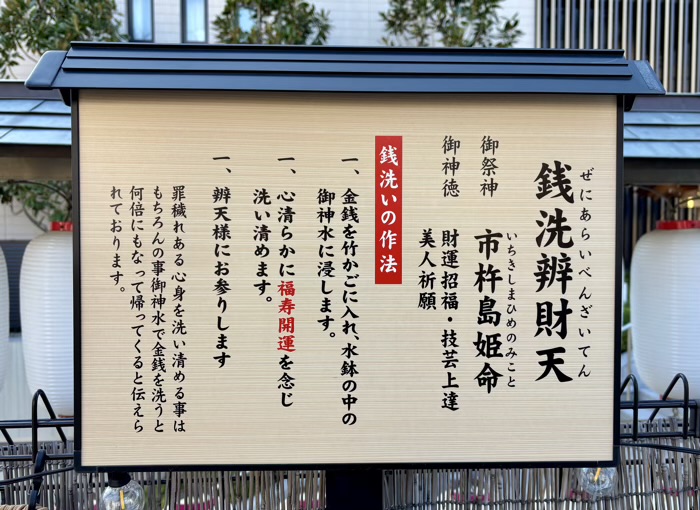 ぜにあらいべんざいてん
銭洗辨財天
いちきしまひめのみこと
御祭神 市杵島姫命
御神徳 財運招福・技芸上達
美人祈願
銭洗いの作法
一、金銭を竹かごに入れ、水鉢の中の
御神水に浸します。
一、心清らかに福寿開運を念じ
洗い清めます。
一、辨天様にお参りします
罪穢れある心身を洗い清める事は
もちろんの事御神水で金銭を洗うと
何倍にもなって帰ってくると伝えら
れております。